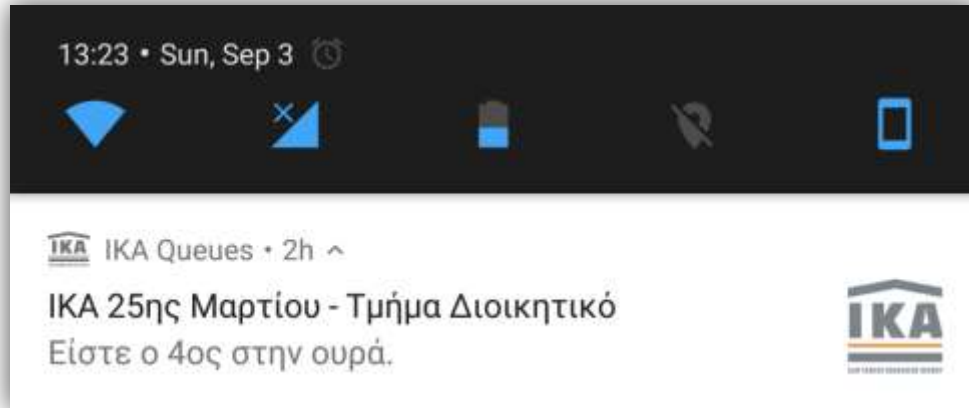 13:23 • Sun, Sep 3
IKA IKA Queues • 2h
ΙΚΑ 25ης Μαρτίου - Τμήμα Διοικητικό
Είστε ο 4ος στην ουρά.
IKA